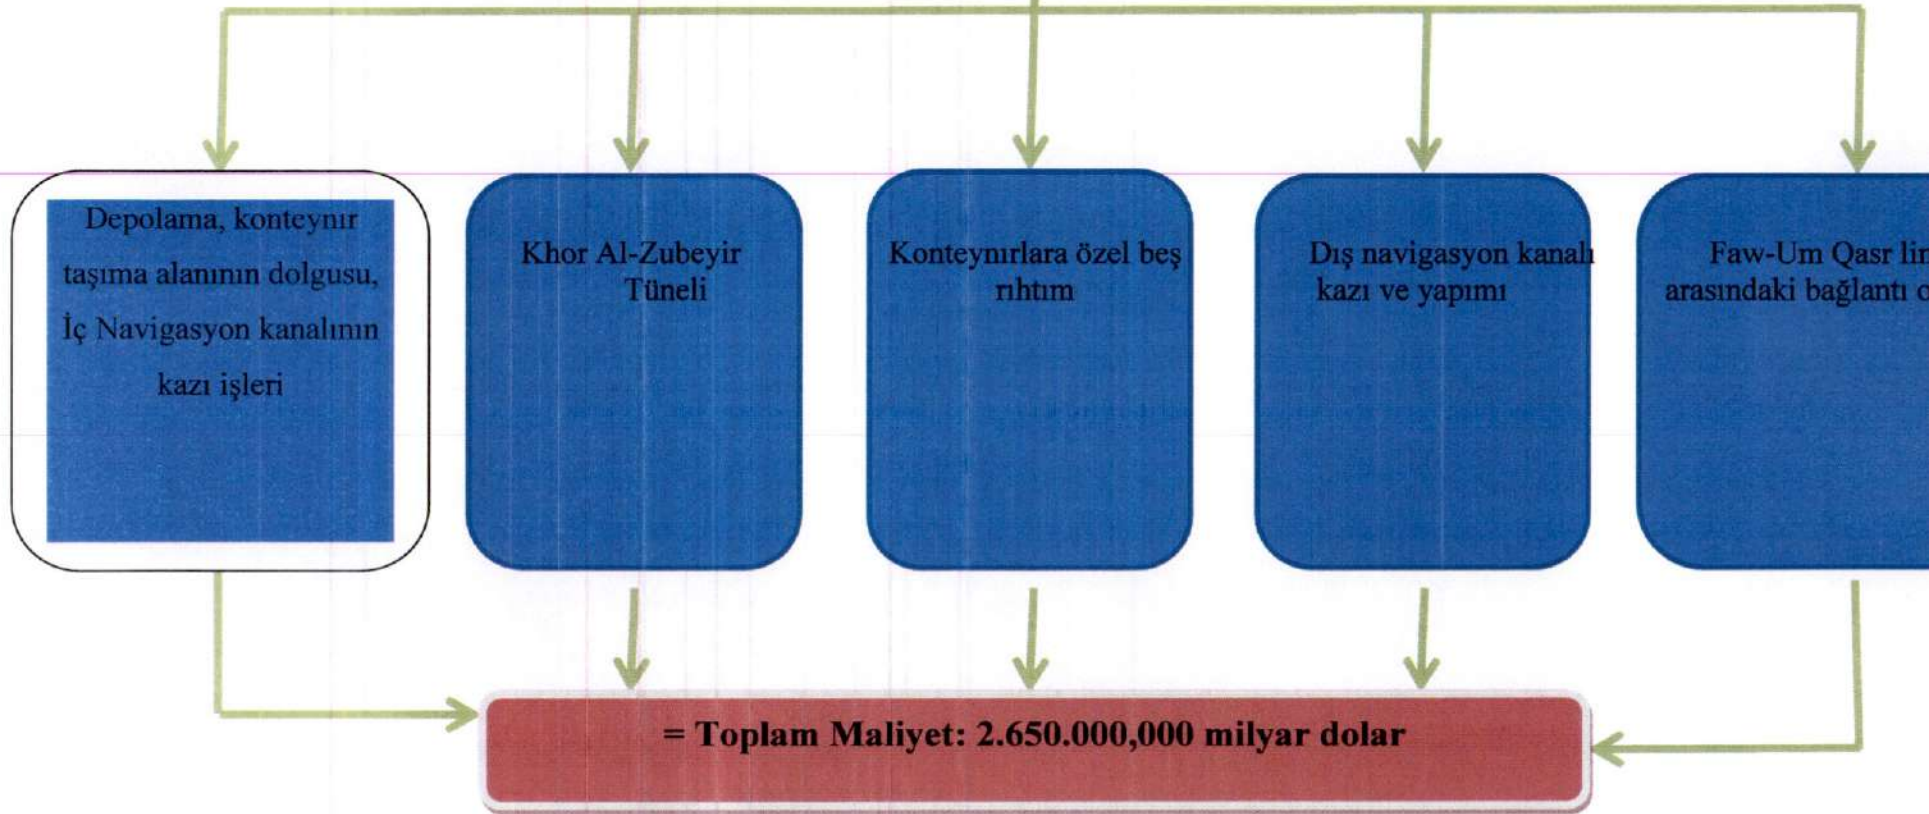 Depolama, konteynır
taşıma alanının dolgusu,
İç Navigasyon kanalının
kazı işleri
Khor Al-Zubeyir
Tüneli
Konteynırlara özel beş
rıhtım
Dış navigasyon kanalı
kazı ve yapımı
Faw-Um Qasr
arasındaki bağlantı
= Toplam Maliyet: 2.650.000,000 milyar dolar